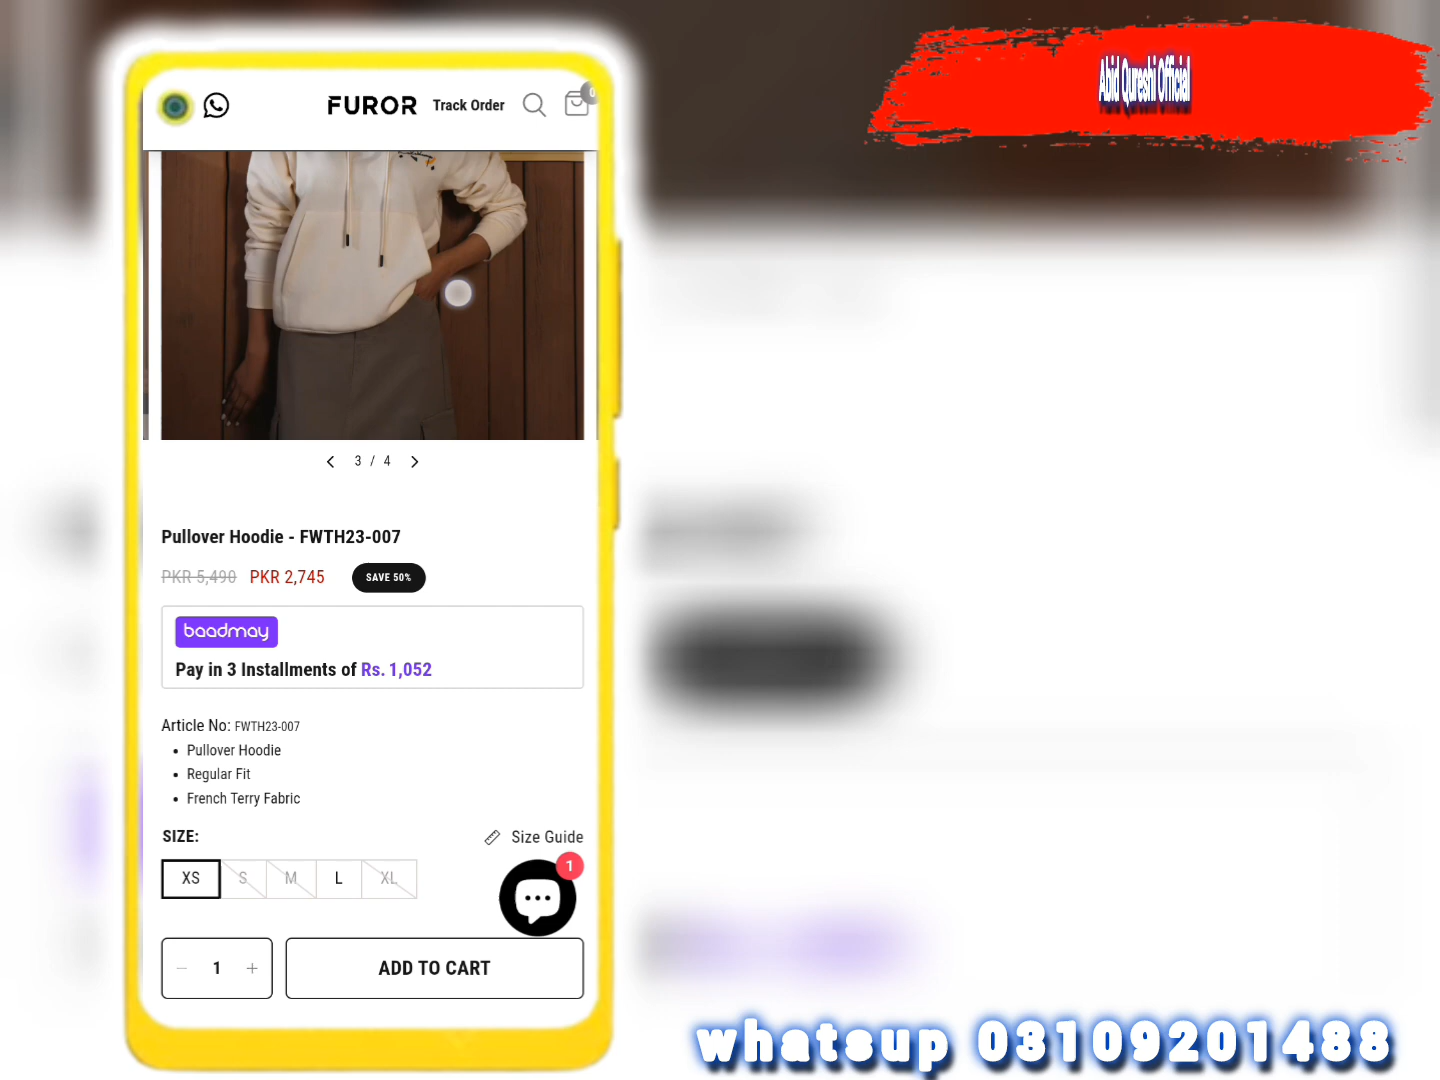 Abid Qureshi Official
FUROR Track Order 0
3 / 4
Pullover Hoodie - FWTH23-007
PKR 5,490 PKR 2,745 SAVE 50%
baadmay
Pay in 3 Installments of Rs. 1,052
Article No: FWTH23-007
• Pullover Hoodie
• Regular Fit
• French Terry Fabric
SIZE: Size Guide
XS S M L XL
1
− 1 + ADD TO CART
whatsup 03109201488